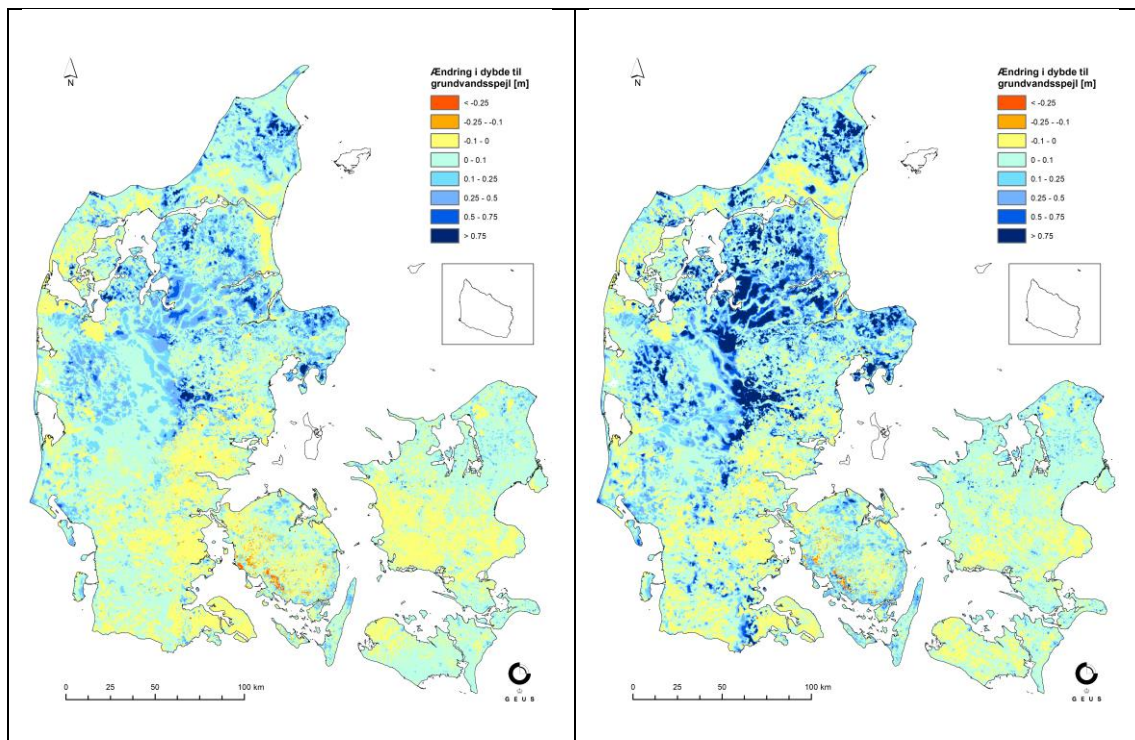 N
Ændring i dybde til
grundvandsspejl [m]
< -0.25
-0.25 - -0.1
-0.1 - 0
0 - 0.1
0.1 - 0.25
0.25 - 0.5
0.5 - 0.75
> 0.75
0 25 50 100 km
G E U S
N
Ændring i dybde til
grundvandsspejl [m]
< -0.25
-0.25 - -0.1
-0.1 - 0
0 - 0.1
0.1 - 0.25
0.25 - 0.5
0.5 - 0.75
> 0.75
0 25 50 100 km
G E U S